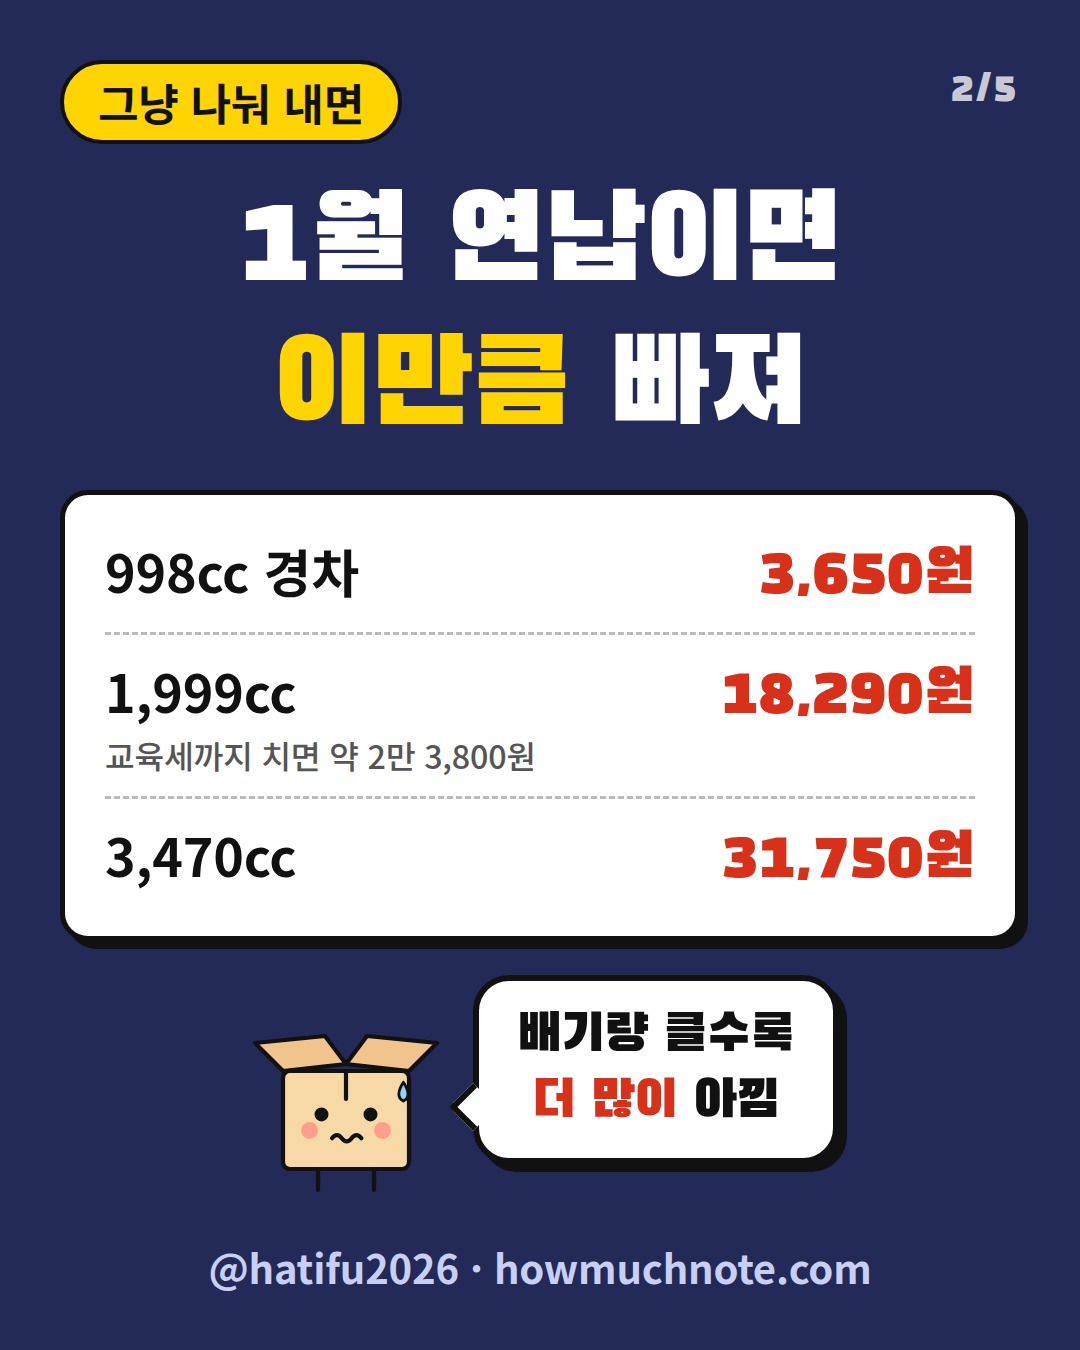 그냥 나눠 내면
2/5
1월 연납이면
이만큼 빠져
998cc 경차 3,650원
1,999cc 18,290원
교육세까지 치면 약 2만 3,800원
3,470cc 31,750원
배기량 클수록
더 많이 아낌
@hatifu2026 · howmuchnote.com